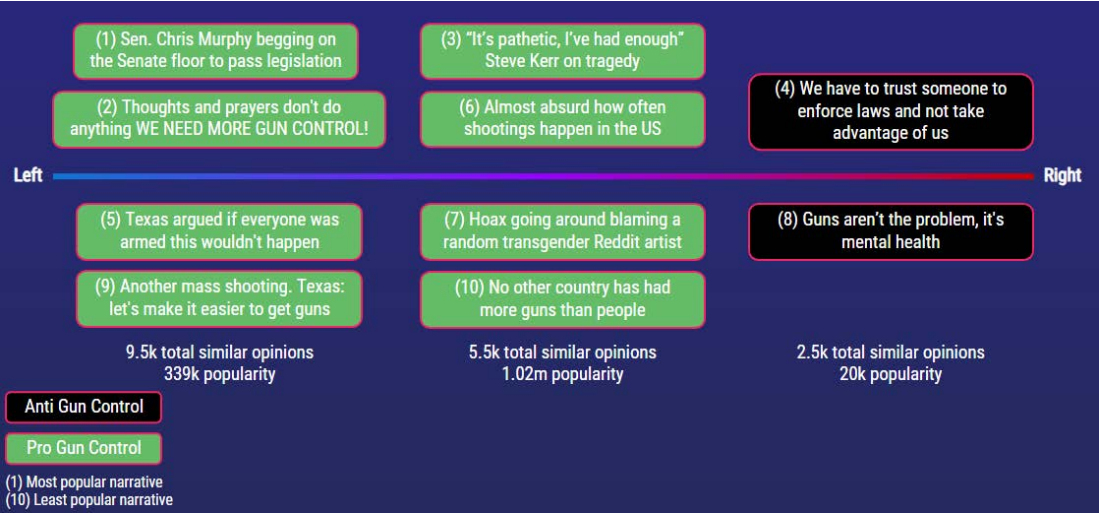 (1) Sen. Chris Murphy begging on
the Senate floor to pass legislation
(2) Thoughts and prayers don't do
anything WE NEED MORE GUN CONTROL!
(3) “It’s pathetic, I’ve had enough”
Steve Kerr on tragedy
(6) Almost absurd how often
shootings happen in the US
(4) We have to trust someone to
enforce laws and not take
advantage of us
Left
Right
(5) Texas argued if everyone was
armed this wouldn't happen
(9) Another mass shooting. Texas:
let's make it easier to get guns
(7) Hoax going around blaming a
random transgender Reddit artist
(10) No other country has had
more guns than people
(8) Guns aren’t the problem, it's
mental health
9.5k total similar opinions
339k popularity
5.5k total similar opinions
1.02m popularity
2.5k total similar opinions
20k popularity
Anti Gun Control
Pro Gun Control
(1) Most popular narrative
(10) Least popular narrative